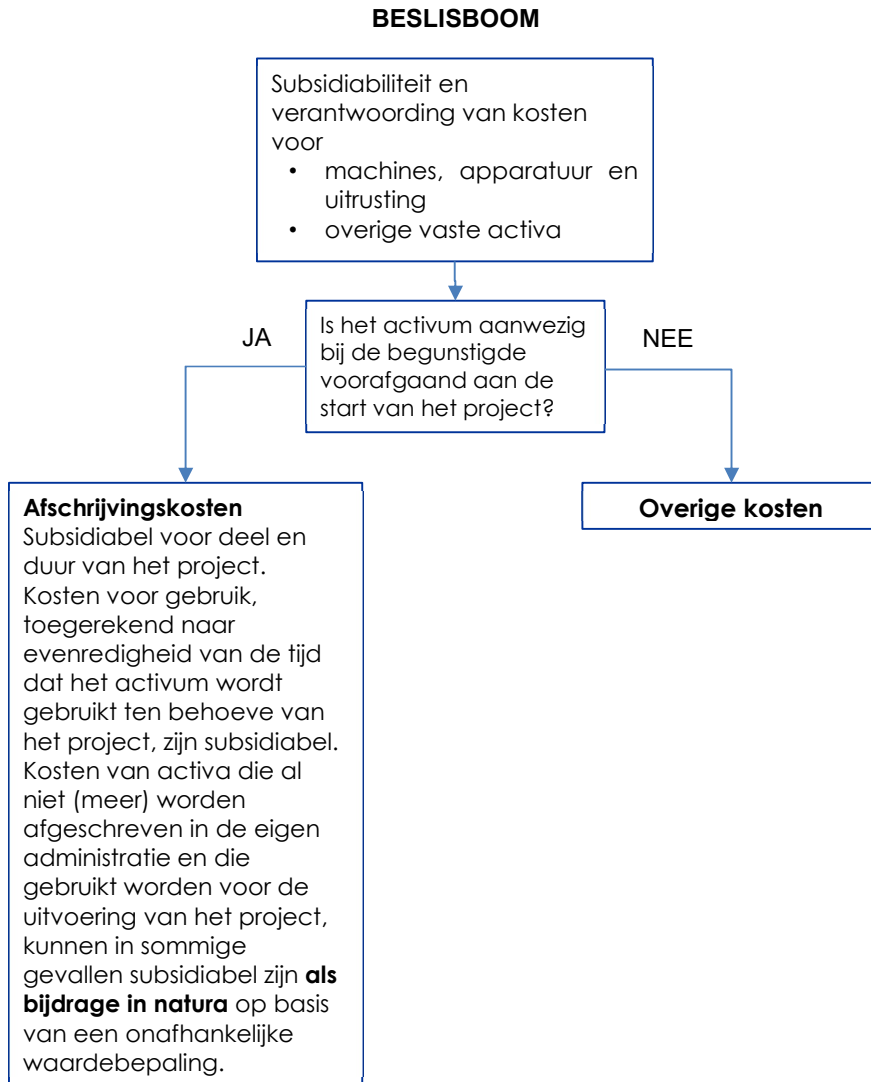 BESLISBOOM
Subsidiabiliteit en
verantwoording van kosten
voor
• machines, apparatuur en
uitrusting
• overige vaste activa
JA
Is het activum aanwezig
bij de begunstigde
voorafgaand aan de
start van het project?
NEE
Afschrijvingskosten
Subsidiabel voor deel en
duur van het project.
Kosten voor gebruik,
toegerekend naar
evenredigheid van de tijd
dat het activum wordt
gebruikt ten behoeve van
het project, zijn subsidiabel.
Kosten van activa die al
niet (meer) worden
afgeschreven in de eigen
administratie en die
gebruikt worden voor de
uitvoering van het project,
kunnen in sommige
gevallen subsidiabel zijn als
bijdrage in natura op basis
van een onafhankelijke
waardebepaling.
Overige kosten